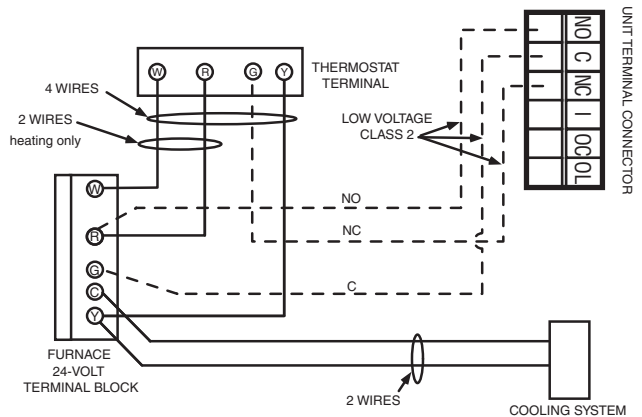 W
R
G
Y
THERMOSTAT
TERMINAL
4 WIRES
2 WIRES
heating only
LOW VOLTAGE
CLASS 2
NO
C
NC
I
OC
OL
UNIT TERMINAL CONNECTOR
W
R
G
C
Y
NO
NC
C
FURNACE
24-VOLT
TERMINAL BLOCK
2 WIRES
COOLING SYSTEM